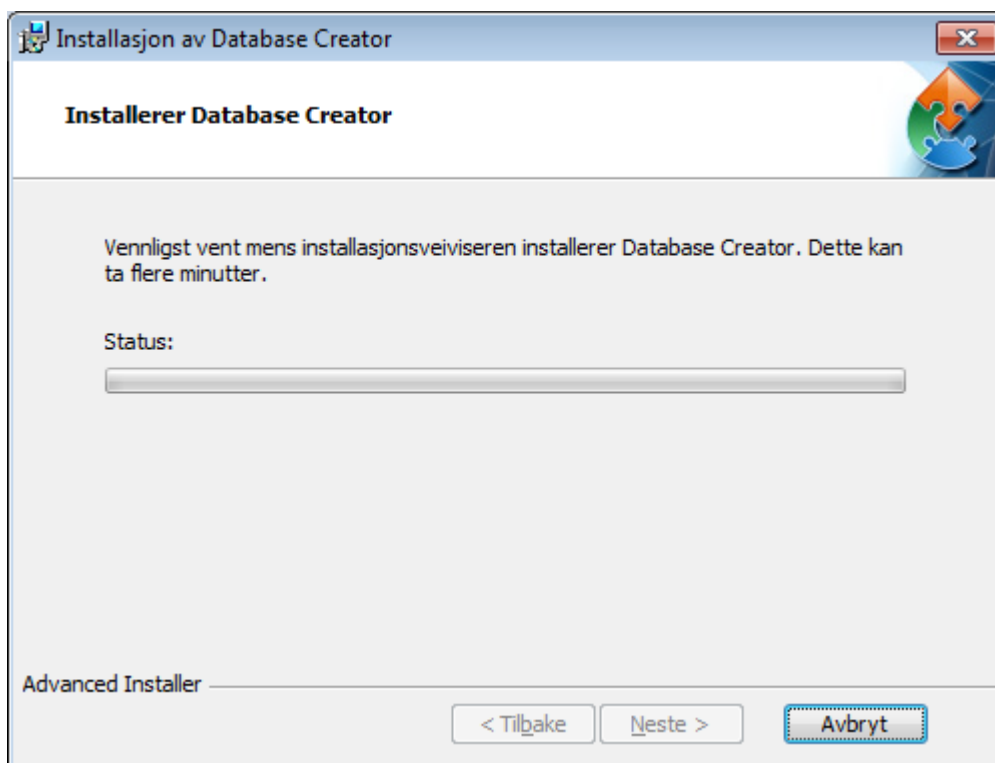 Installasjon av Database Creator
Installerer Database Creator
Vennligst vent mens installasjonsveiviseren installerer Database Creator. Dette kan
ta flere minutter.
Status:
Advanced Installer
< Tilbake
Neste >
Avbryt